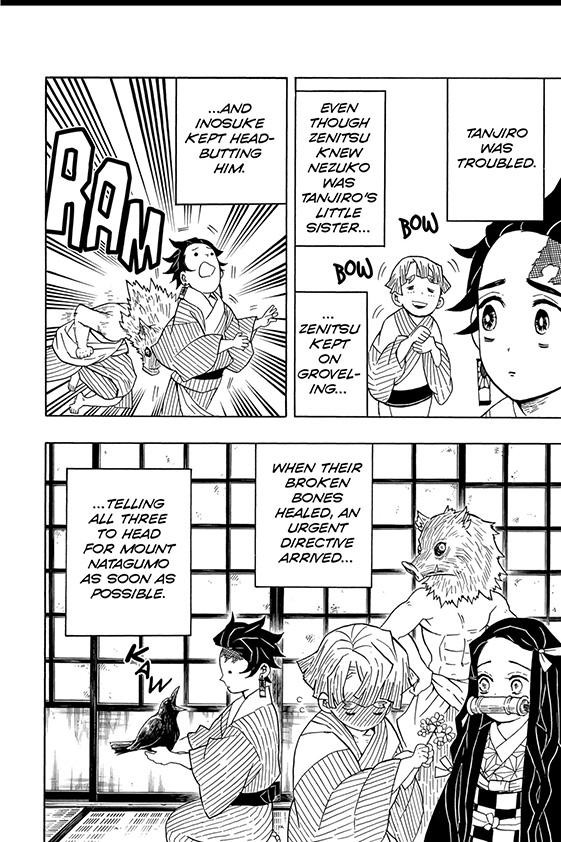 TANJIRO
WAS
TROUBLED.
EVEN
THOUGH
ZENITSU
KNEW
NEZUKO
WAS
TANJIRO'S
LITTLE
SISTER...
BOW
BOW
...
ZENITSU
KEPT
ON
GROVEL-
ING...
...AND
INOSUKE
KEPT HEAD-
BUTTING
HIM.
RAM
WHEN THEIR
BROKEN
BONES
HEALED, AN
URGENT
DIRECTIVE
ARRIVED...
...TELLING
ALL THREE
TO HEAD
FOR MOUNT
NATAGUMO
AS SOON AS
POSSIBLE.
KAW